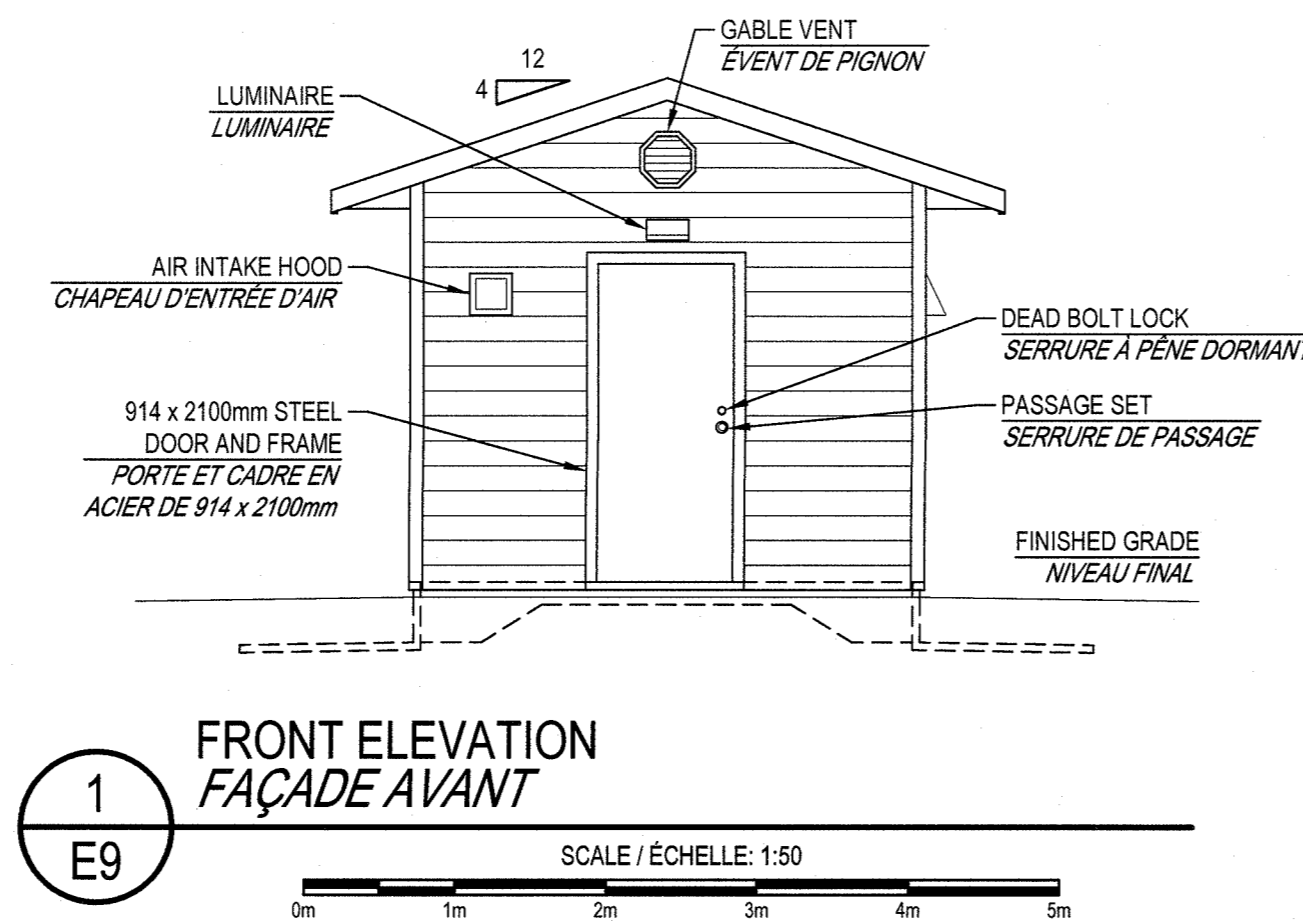 GABLE VENT
ÉVENT DE PIGNON
12
4
LUMINAIRE
LUMINAIRE
AIR INTAKE HOOD
CHAPEAU D'ENTRÉE D'AIR
DEAD BOLT LOCK
SERRURE À PÊNE DORMANT
914 x 2100mm STEEL
DOOR AND FRAME
PORTE ET CADRE EN
ACIER DE 914 x 2100mm
PASSAGE SET
SERRURE DE PASSAGE
FINISHED GRADE
NIVEAU FINAL
1
E9
FRONT ELEVATION
FAÇADE AVANT
SCALE / ÉCHELLE: 1:50
0m 1m 2m 3m 4m 5m